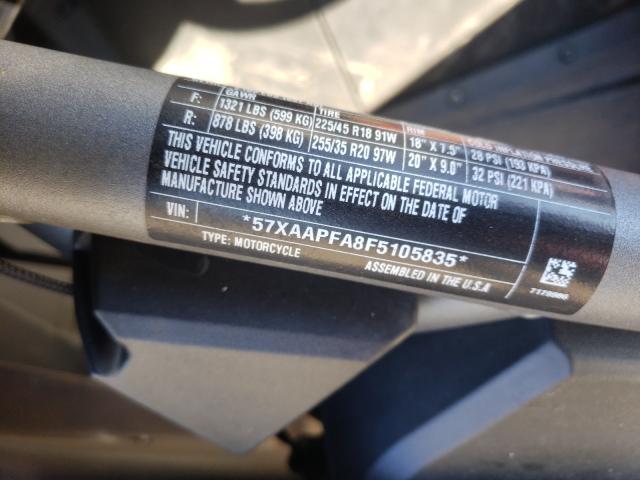 GAWR TIRE RIM COLD INFLATION PRESSURE
F: 1321 LBS (599 KG) 225/45 R18 91W 18" X 7.5" 28 PSI (193 KPA)
R: 878 LBS (398 KG) 255/35 R20 97W 20" X 9.0" 32 PSI (221 KPA)
THIS VEHICLE CONFORMS TO ALL APPLICABLE FEDERAL MOTOR
VEHICLE SAFETY STANDARDS IN EFFECT ON THE DATE OF
MANUFACTURE SHOWN ABOVE
VIN: *57XAAPFA8F5105835*
TYPE: MOTORCYCLE ASSEMBLED IN THE U.S.A